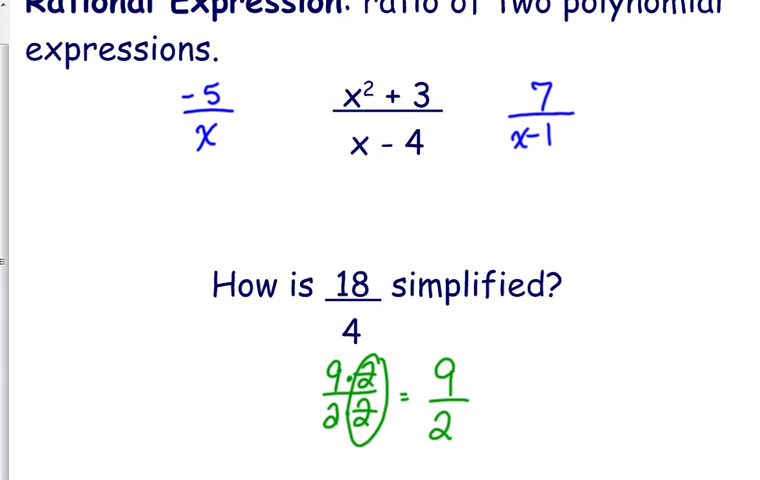 Rational Expression: ratio of two polynomial
expressions.
-5 x² + 3 7
x x - 4 x-1
How is 18 simplified?
4
9·2 = 9
2 2 2